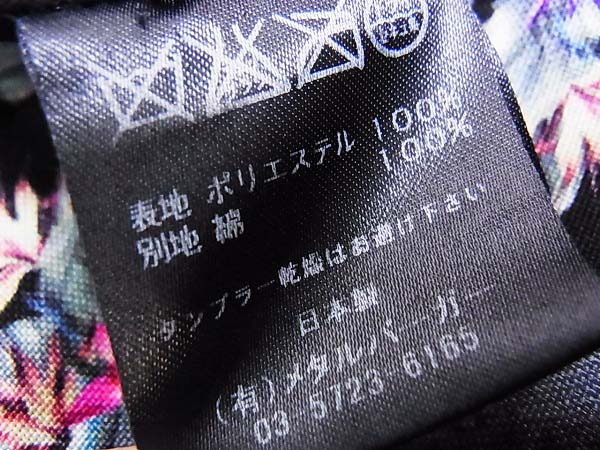 表地 ポリエステル 100%
別地 綿 100%
タンブラー乾燥はお避け下さい
日本製
(有)メタルバーガー
03-5723-6165